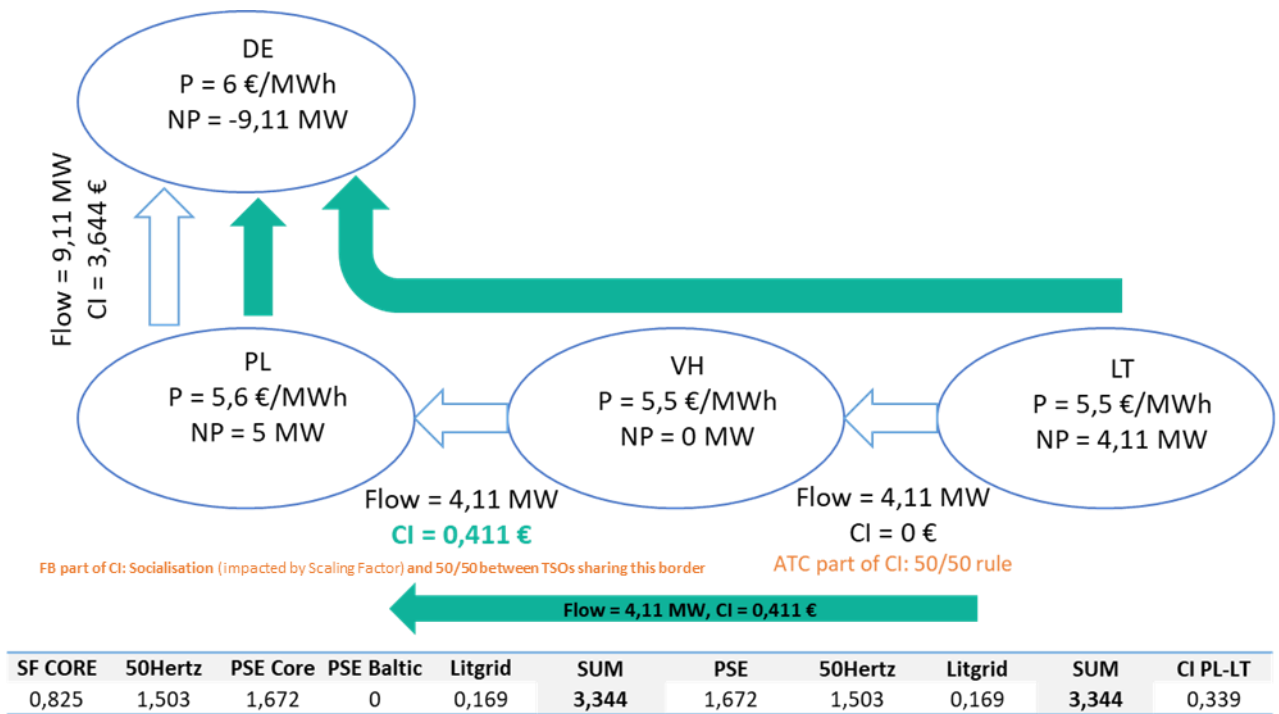 DE
P = 6 €/MWh
NP = -9,11 MW
Flow = 9,11 MW
CI = 3,644 €
PL
P = 5,6 €/MWh
NP = 5 MW
VH
P = 5,5 €/MWh
NP = 0 MW
LT
P = 5,5 €/MWh
NP = 4,11 MW
Flow = 4,11 MW
CI = 0,411 €
FB part of CI: Socialisation (impacted by Scaling Factor) and 50/50 between TSOs sharing this border
Flow = 4,11 MW
CI = 0 €
ATC part of CI: 50/50 rule
Flow = 4,11 MW, CI = 0,411 €
SF CORE 50Hertz PSE Core PSE Baltic Litgrid SUM PSE 50Hertz Litgrid SUM CI PL-LT
0,825 1,503 1,672 0 0,169 3,344 1,672 1,503 0,169 3,344 0,339